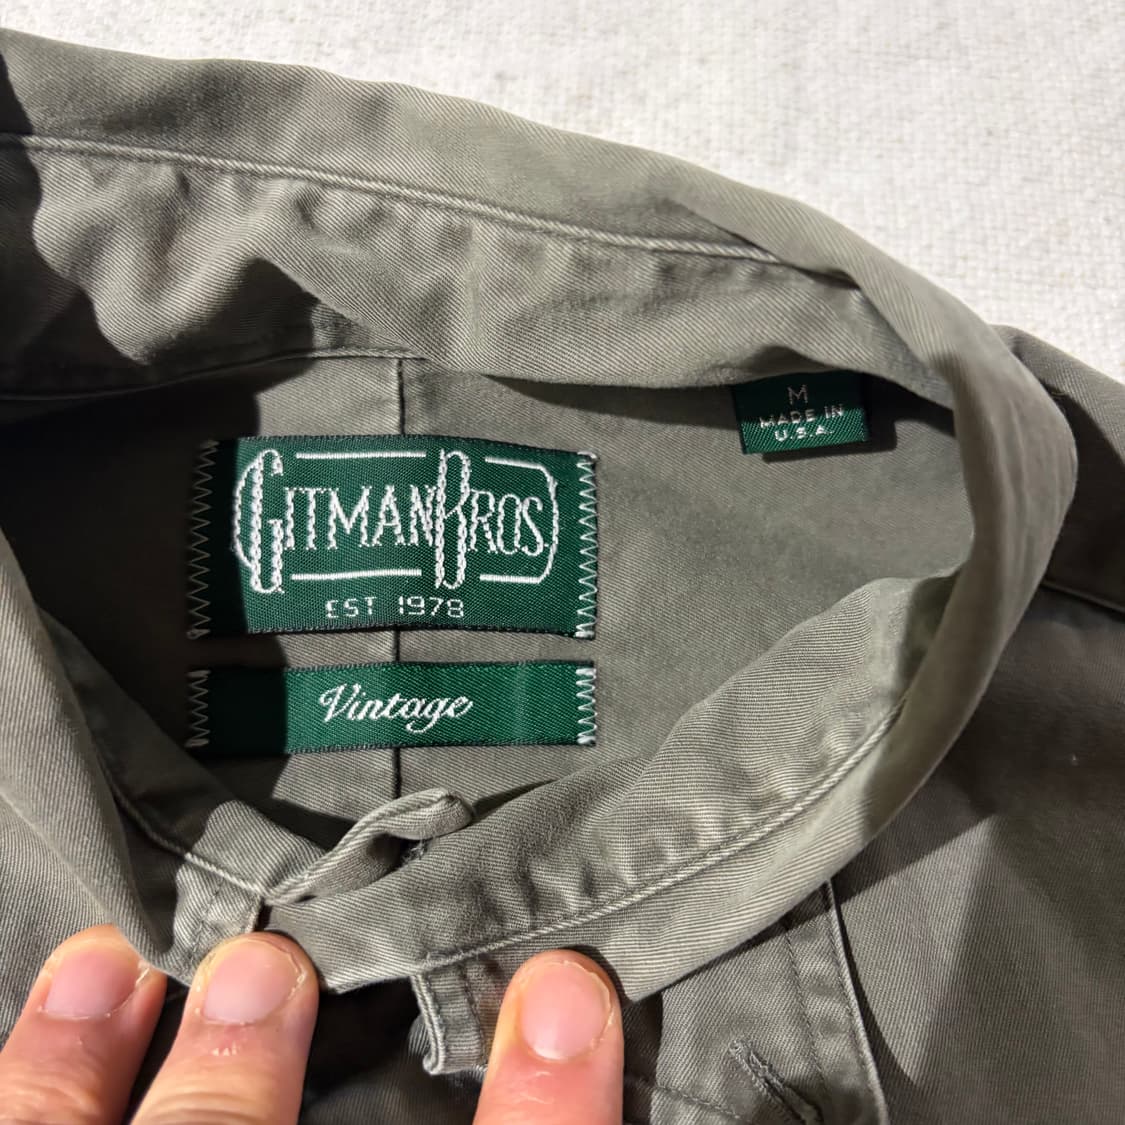 M
MADE IN
U.S.A.
GITMAN BROS.
EST 1978
Vintage